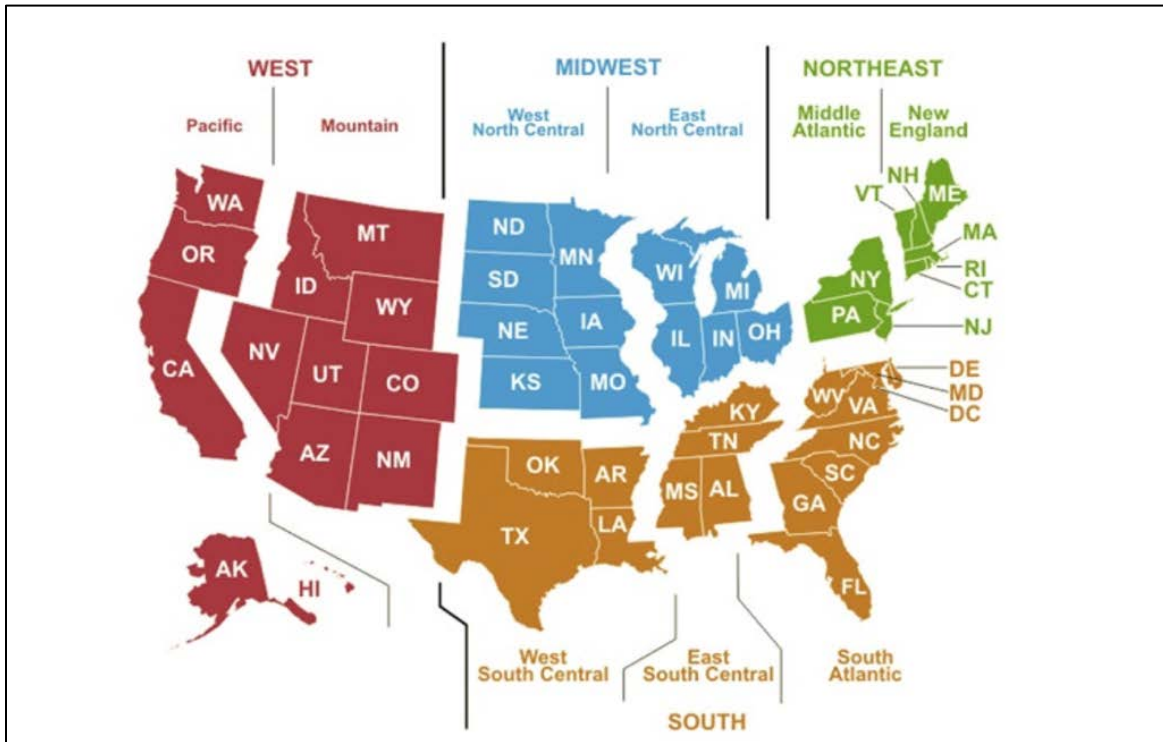 WEST
MIDWEST
NORTHEAST
Pacific
Mountain
West
North Central
East
North Central
Middle
Atlantic
New
England
WA
OR
CA
NV
ID
MT
WY
UT
CO
AZ
NM
AK
HI
ND
SD
NE
KS
MN
IA
MO
WI
MI
IL
IN
OH
VT
NH
ME
MA
RI
CT
NY
PA
NJ
DE
MD
DC
WV
VA
KY
TN
NC
SC
OK
AR
MS
AL
GA
TX
LA
FL
West
South Central
East
South Central
South
Atlantic
SOUTH